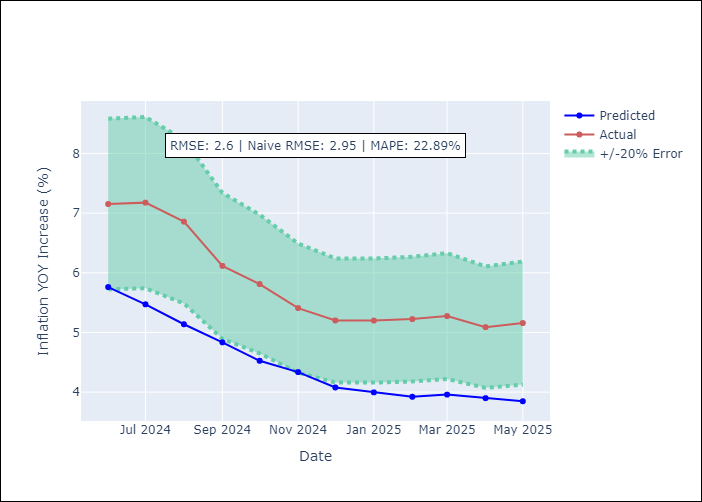 RMSE: 2.6 | Naive RMSE: 2.95 | MAPE: 22.89%
Predicted
Actual
+/-20% Error
Inflation YOY Increase (%)
8
7
6
5
4
Jul 2024
Sep 2024
Nov 2024
Jan 2025
Mar 2025
May 2025
Date